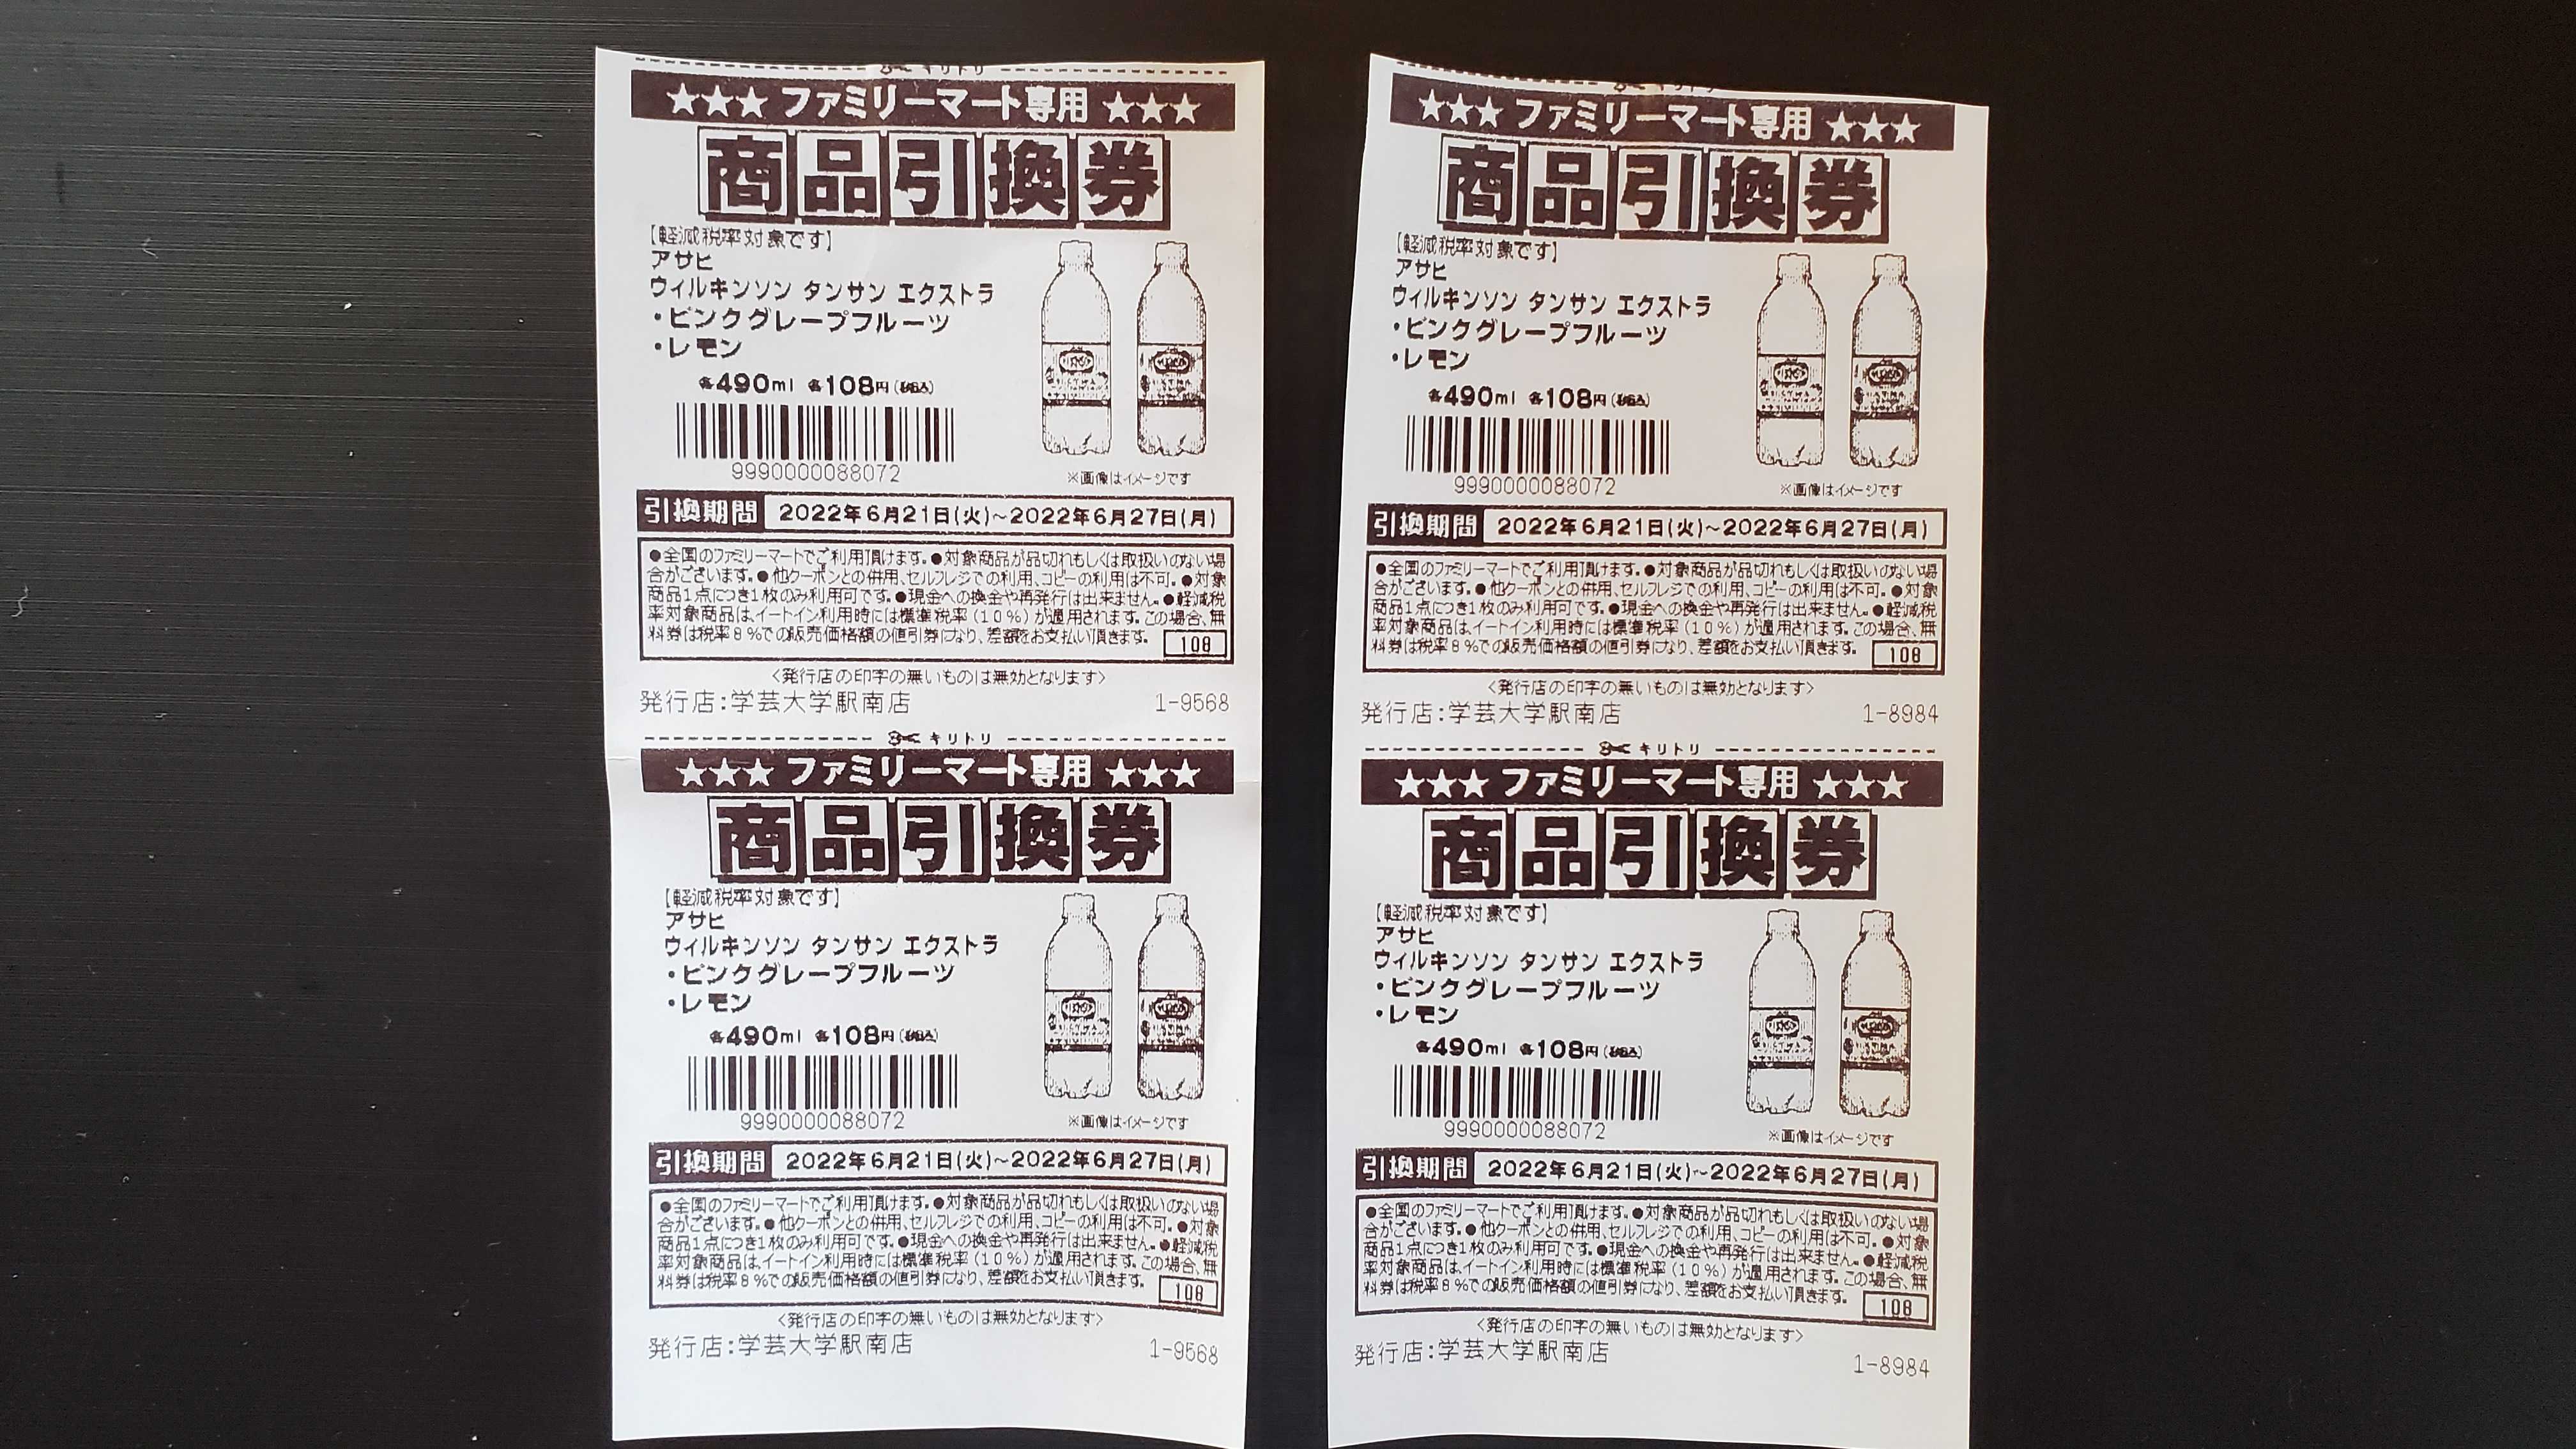 キリトリ
★★★ ファミリーマート専用 ★★★
商品引換券
【軽減税率対象です】
アサヒ
ウィルキンソン タンサン エクストラ
・ピンクグレープフルーツ
・レモン
各490ml 各108円(税込)
9990000088072
※画像はイメージです
引換期間 2022年6月21日(火)~2022年6月27日(月)
●全国のファミリーマートでご利用頂けます。●対象商品が品切れもしくは取扱いのない場
合がございます。●他クーポンとの併用、セルフレジでの利用、コピーの利用は不可。●対象
商品1点につき1枚のみ利用可です。●現金への換金や再発行は出来ません。●軽減税
率対象商品は、イートイン利用時には標準税率(10%)が適用されます。この場合、無
料券は税率8%での販売価格額の値引券になり、差額をお支払い頂きます。
108
<発行店の印字の無いものは無効となります>
発行店:学芸大学駅南店 1-9568
キリトリ
★★★ ファミリーマート専用 ★★★
商品引換券
【軽減税率対象です】
アサヒ
ウィルキンソン タンサン エクストラ
・ピンクグレープフルーツ
・レモン
各490ml 各108円(税込)
9990000088072
※画像はイメージです
引換期間 2022年6月21日(火)~2022年6月27日(月)
●全国のファミリーマートでご利用頂けます。●対象商品が品切れもしくは取扱いのない場
合がございます。●他クーポンとの併用、セルフレジでの利用、コピーの利用は不可。●対象
商品1点につき1枚のみ利用可です。●現金への換金や再発行は出来ません。●軽減税
率対象商品は、イートイン利用時には標準税率(10%)が適用されます。この場合、無
料券は税率8%での販売価格額の値引券になり、差額をお支払い頂きます。
108
<発行店の印字の無いものは無効となります>
発行店:学芸大学駅南店 1-9568
キリトリ
★★★ ファミリーマート専用 ★★★
商品引換券
【軽減税率対象です】
アサヒ
ウィルキンソン タンサン エクストラ
・ピンクグレープフルーツ
・レモン
各490ml 各108円(税込)
9990000088072
※画像はイメージです
引換期間 2022年6月21日(火)~2022年6月27日(月)
●全国のファミリーマートでご利用頂けます。●対象商品が品切れもしくは取扱いのない場
合がございます。●他クーポンとの併用、セルフレジでの利用、コピーの利用は不可。●対象
商品1点につき1枚のみ利用可です。●現金への換金や再発行は出来ません。●軽減税
率対象商品は、イートイン利用時には標準税率(10%)が適用されます。この場合、無
料券は税率8%での販売価格額の値引券になり、差額をお支払い頂きます。
108
<発行店の印字の無いものは無効となります>
発行店:学芸大学駅南店 1-8984
キリトリ
★★★ ファミリーマート専用 ★★★
商品引換券
【軽減税率対象です】
アサヒ
ウィルキンソン タンサン エクストラ
・ピンクグレープフルーツ
・レモン
各490ml 各108円(税込)
9990000088072
※画像はイメージです
引換期間 2022年6月21日(火)~2022年6月27日(月)
●全国のファミリーマートでご利用頂けます。●対象商品が品切れもしくは取扱いのない場
合がございます。●他クーポンとの併用、セルフレジでの利用、コピーの利用は不可。●対象
商品1点につき1枚のみ利用可です。●現金への換金や再発行は出来ません。●軽減税
率対象商品は、イートイン利用時には標準税率(10%)が適用されます。この場合、無
料券は税率8%での販売価格額の値引券になり、差額をお支払い頂きます。
108
<発行店の印字の無いものは無効となります>
発行店:学芸大学駅南店 1-8984